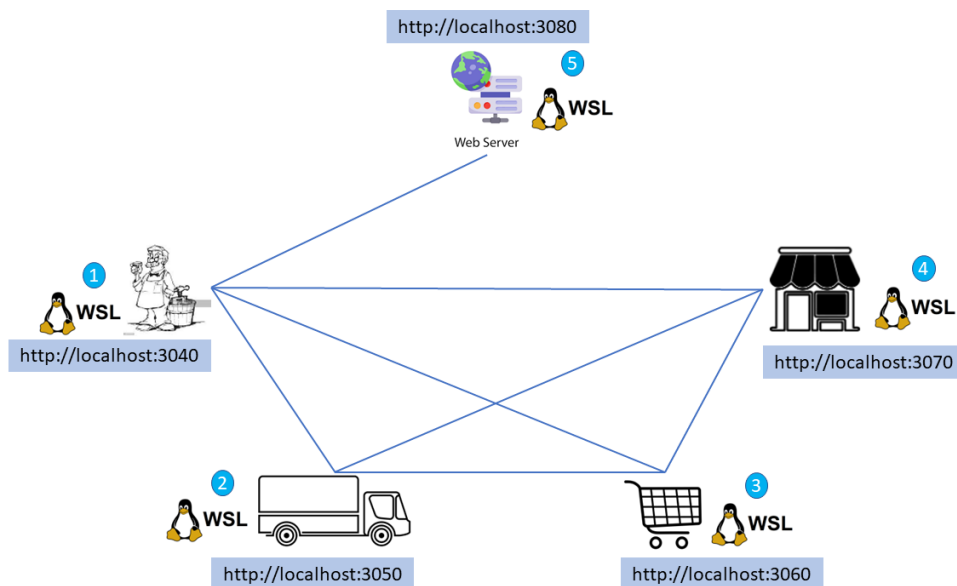 http://localhost:3080
5
WSL
Web Server
1
WSL
http://localhost:3040
4
WSL
http://localhost:3070
2
WSL
http://localhost:3050
3
WSL
http://localhost:3060